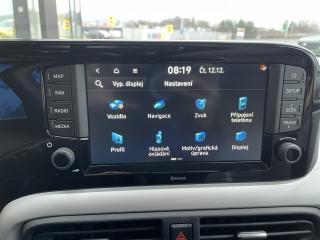 MAP
NAV
RADIO
MEDIA
08:19 Čt, 12.12.
Vyp. displej
Nastavení
Vozidlo
Navigace
Zvuk
Připojení telefonu
Profil
Hlasové ovládání
Motiv/grafická úprava
Displej
SETUP
SEEK
TRACK
Bluetooth